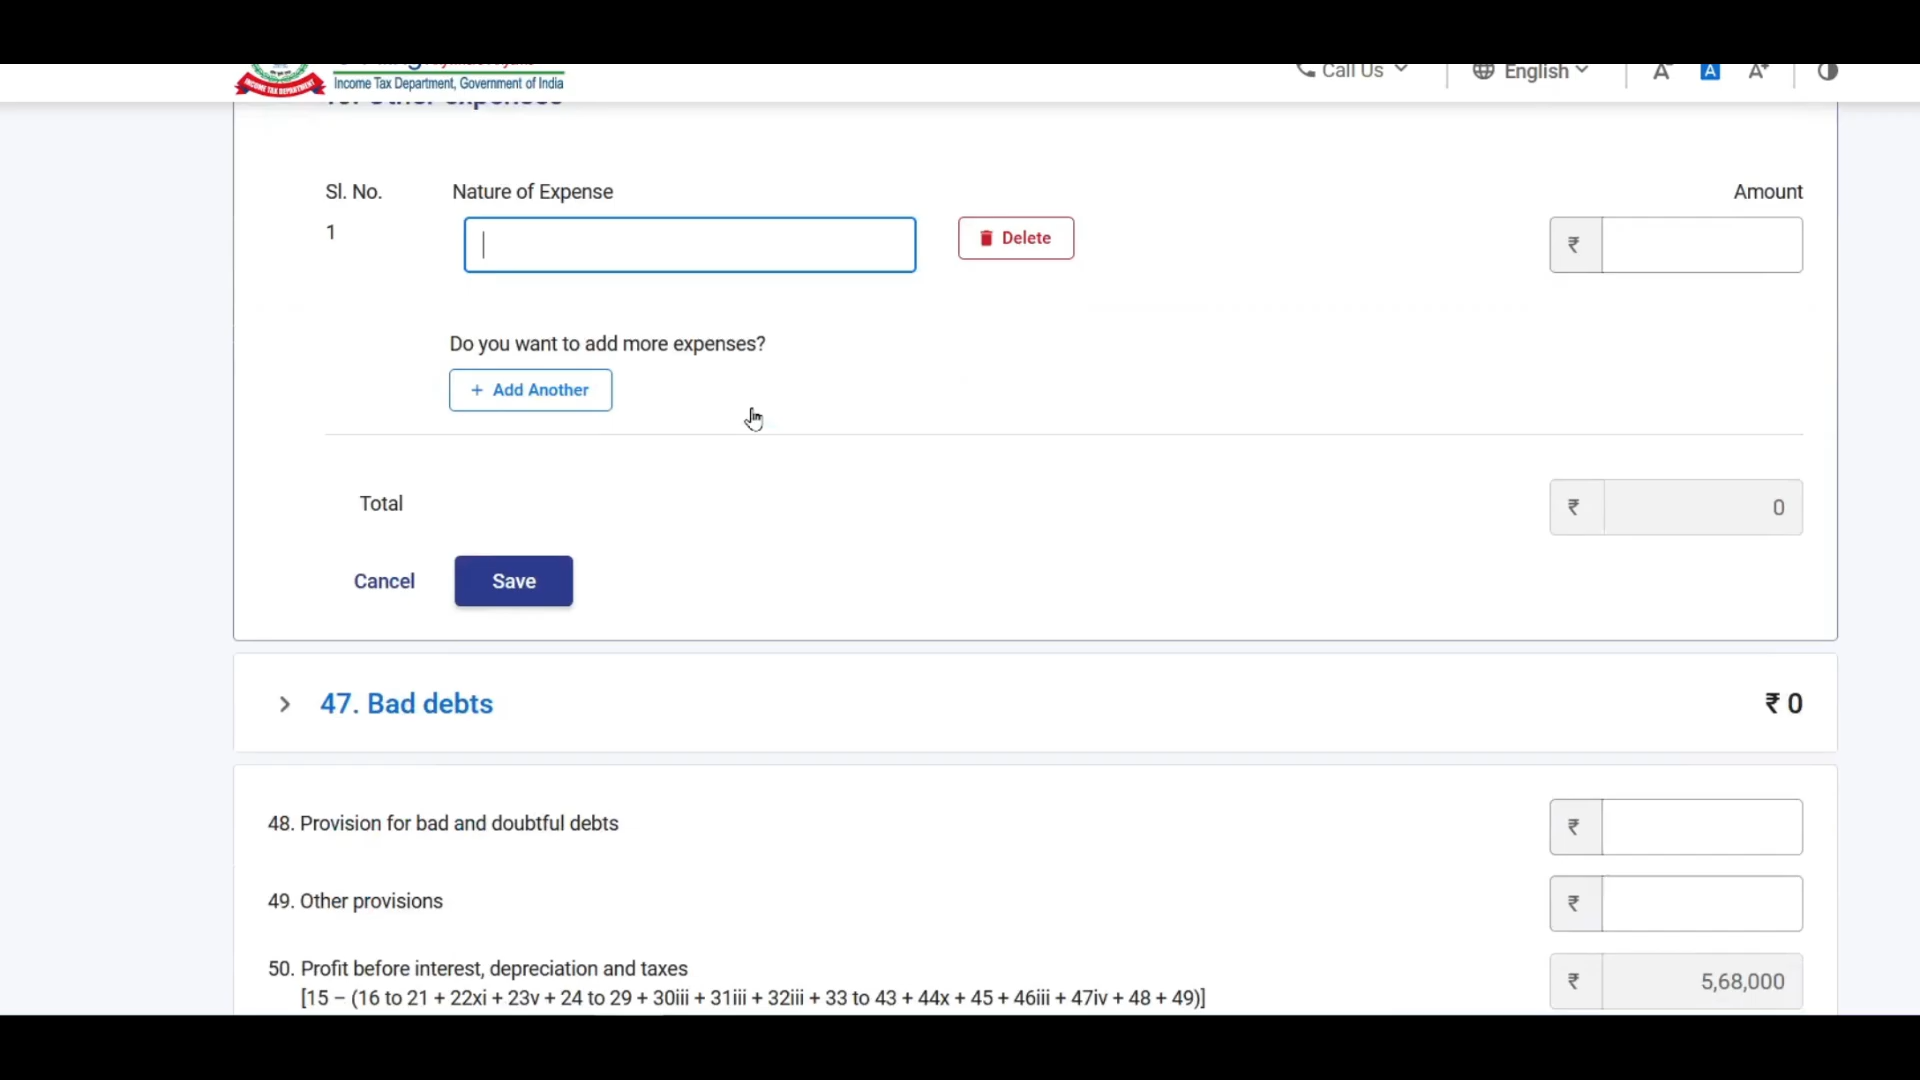 Income Tax Department, Government of India
Call Us
English
A
A
A+
Other expenses
Sl. No.
Nature of Expense
Amount
1
Delete
₹
Do you want to add more expenses?
+ Add Another
Total
₹
0
Cancel
Save
47. Bad debts
₹ 0
48. Provision for bad and doubtful debts
₹
49. Other provisions
₹
50. Profit before interest, depreciation and taxes
₹
5,68,000
[15 – (16 to 21 + 22xi + 23v + 24 to 29 + 30iii + 31iii + 32iii + 33 to 43 + 44x + 45 + 46iii + 47iv + 48 + 49)]